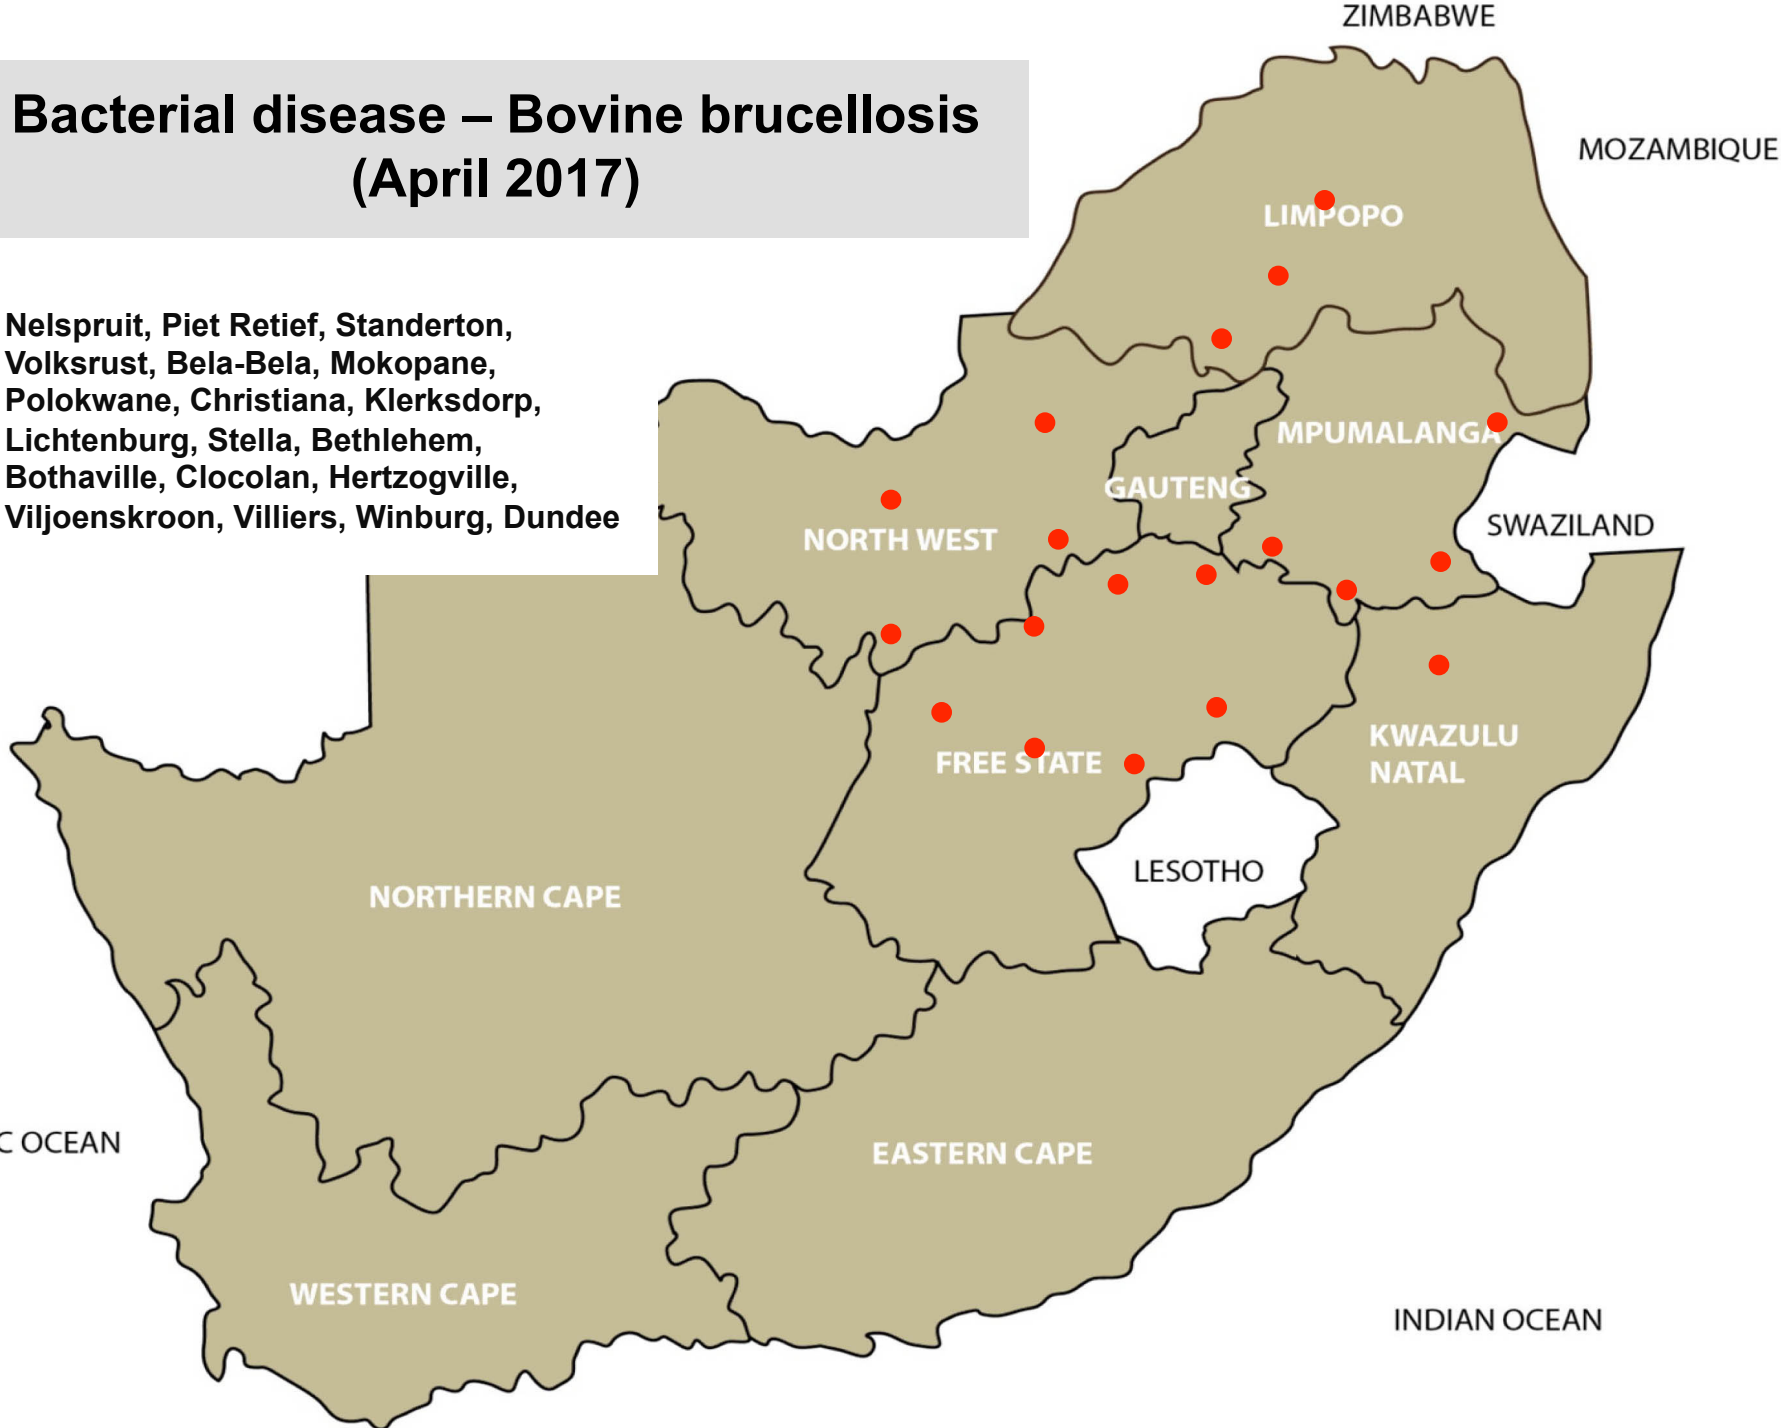 ZIMBABWE
Bacterial disease – Bovine brucellosis
(April 2017)
MOZAMBIQUE
LIMPOPO
Nelspruit, Piet Retief, Standerton,
Volksrust, Bela-Bela, Mokopane,
Polokwane, Christiana, Klerksdorp,
Lichtenburg, Stella, Bethlehem,
Bothaville, Clocolan, Hertzogville,
Viljoenskroon, Villiers, Winburg, Dundee
MPUMALANGA
GAUTENG
SWAZILAND
NORTH WEST
KWAZULU
NATAL
FREE STATE
LESOTHO
NORTHERN CAPE
C OCEAN
EASTERN CAPE
WESTERN CAPE
INDIAN OCEAN